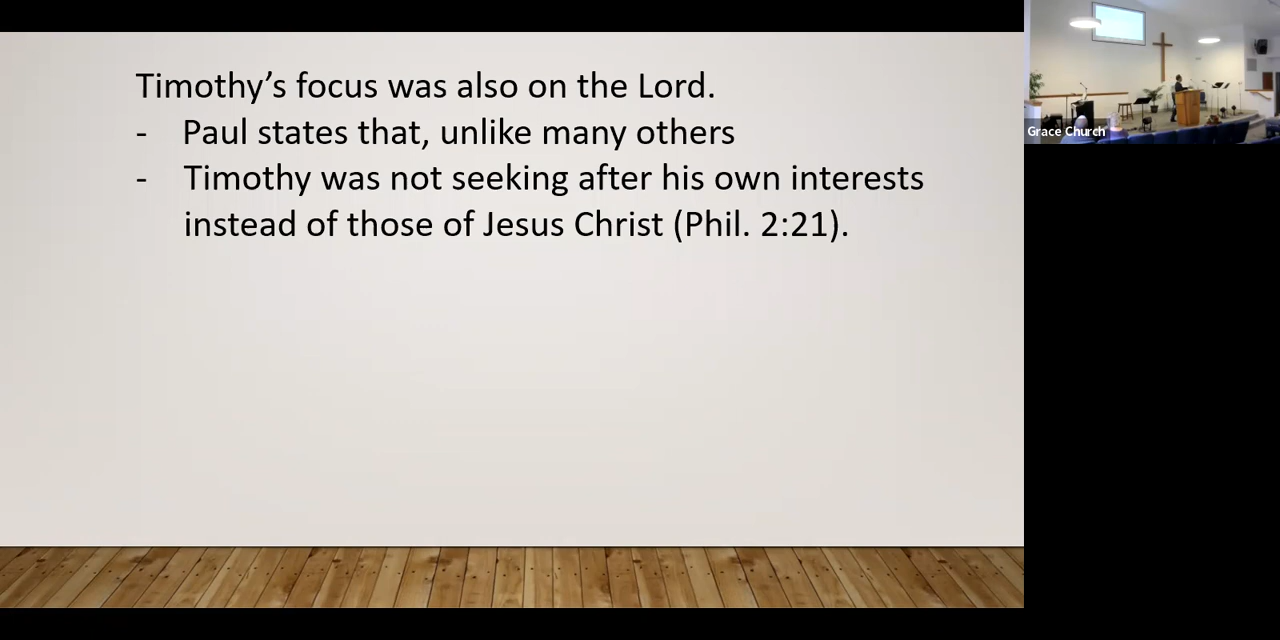 Timothy’s focus was also on the Lord.
- Paul states that, unlike many others
- Timothy was not seeking after his own interests
instead of those of Jesus Christ (Phil. 2:21).
Grace Church